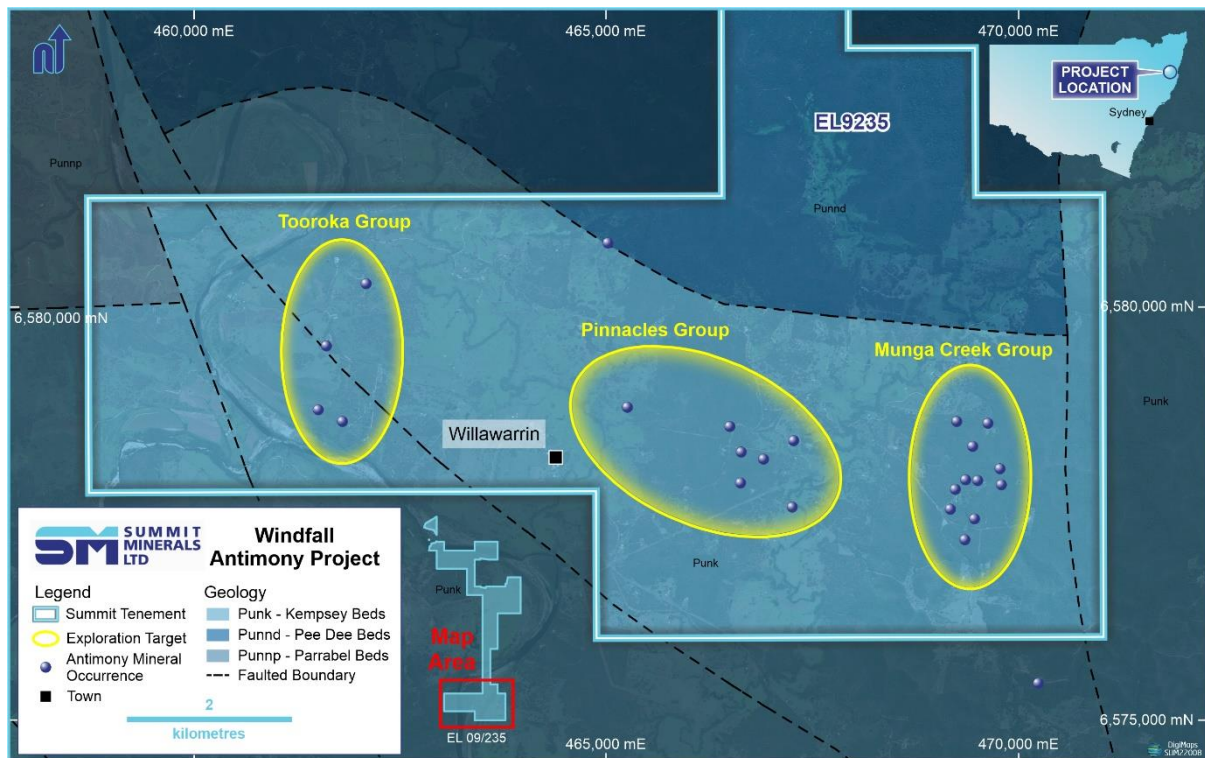 460,000 mE
465,000 mE
470,000 mE
n
PROJECT
LOCATION
Sydney
EL9235
Punnp
Punnd
Tooroka Group
6,580,000 mN
6,580,000 mN
Pinnacles Group
Munga Creek Group
Punk
Willawarrin
SM SUMMIT
MINERALS
LTD
Windfall
Antimony Project
Legend
Summit Tenement
Exploration Target
Antimony Mineral
Occurrence
Town
2
kilometres
Geology
Punk - Kempsey Beds
Punnd - Pee Dee Beds
Punnp - Parrabel Beds
Faulted Boundary
Punk
Punk
Map
Area
EL 09/235
465,000 mE
470,000 mE
6,575,000 mN
DigiMaps
SUM22008